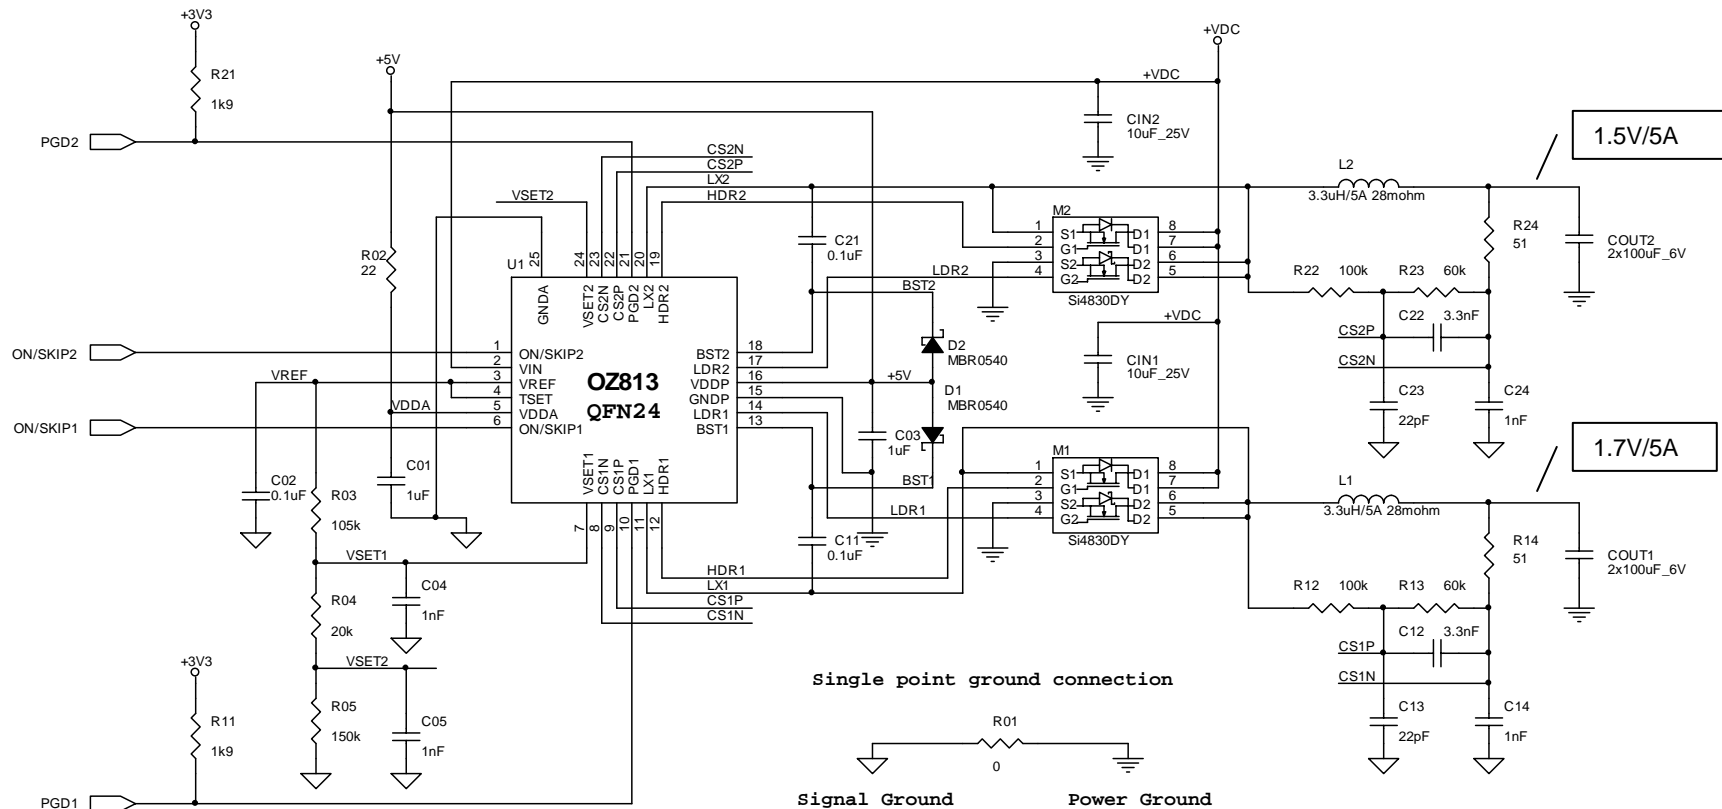 +3V3
R21
1k9
PGD2
+5V
+VDC
+VDC
CIN2
10uF_25V
1.5V/5A
CS2N
CS2P
LX2
HDR2
VSET2
L2
3.3uH/5A 28mohm
R02
22
C21
0.1uF
M2
1
2
3
4
S1
G1
S2
G2
D1
D1
D2
D2
8
7
6
5
Si4830DY
LDR2
BST2
R24
51
COUT2
2x100uF_6V
R22
100k
R23
60k
C22
3.3nF
CS2P
CS2N
C23
22pF
C24
1nF
U1
25
24
23
22
21
20
19
GNDA
VSET2
CS2N
CS2P
PGD2
LX2
HDR2
ON/SKIP2
1
2
3
4
5
6
ON/SKIP2
VIN
VREF
TSET
VDDA
ON/SKIP1
OZ813
QFN24
BST2
LDR2
VDDP
GNDP
LDR1
BST1
18
17
16
15
14
13
D2
MBR0540
+5V
D1
MBR0540
+VDC
CIN1
10uF_25V
VREF
VDDA
ON/SKIP1
C03
1uF
BST1
1.7V/5A
VSET1
CS1N
CS1P
PGD1
LX1
HDR1
7
8
9
10
11
12
C01
1uF
C02
0.1uF
R03
105k
C11
0.1uF
LDR1
M1
1
2
3
4
S1
G1
S2
G2
D1
D1
D2
D2
8
7
6
5
Si4830DY
L1
3.3uH/5A 28mohm
R14
51
COUT1
2x100uF_6V
VSET1
HDR1
LX1
CS1P
CS1N
C04
1nF
R04
20k
R12
100k
R13
60k
C12
3.3nF
CS1P
CS1N
C13
22pF
C14
1nF
VSET2
+3V3
R11
1k9
R05
150k
C05
1nF
Single point ground connection
R01
0
PGD1
Signal Ground
Power Ground